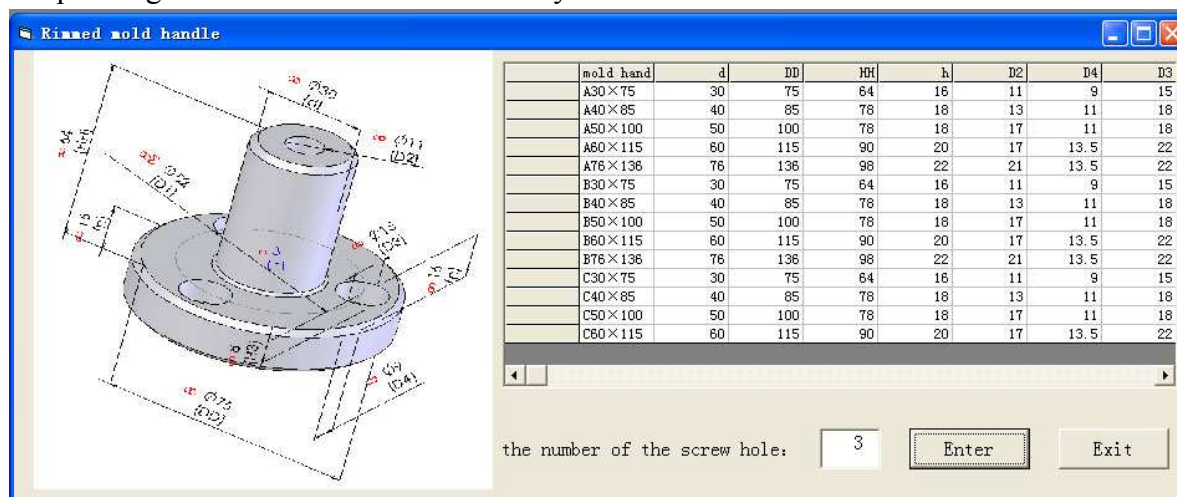 Rimmed mold handle
mold hand d DD HH h D2 D4 D3
A30×75 30 75 64 16 11 9 15
A40×85 40 85 78 18 13 11 18
A50×100 50 100 78 18 17 11 18
A60×115 60 115 90 20 17 13.5 22
A76×136 76 136 98 22 21 13.5 22
B30×75 30 75 64 16 11 9 15
B40×85 40 85 78 18 13 11 18
B50×100 50 100 78 18 17 11 18
B60×115 60 115 90 20 17 13.5 22
B76×136 76 136 98 22 21 13.5 22
C30×75 30 75 64 16 11 9 15
C40×85 40 85 78 18 13 11 18
C50×100 50 100 78 18 17 11 18
C60×115 60 115 90 20 17 13.5 22
Ø30
(d)
Ø11
(D2)
(D1)
(D4)
Ø75
(DD)
the number of the screw hole: 3 Enter Exit